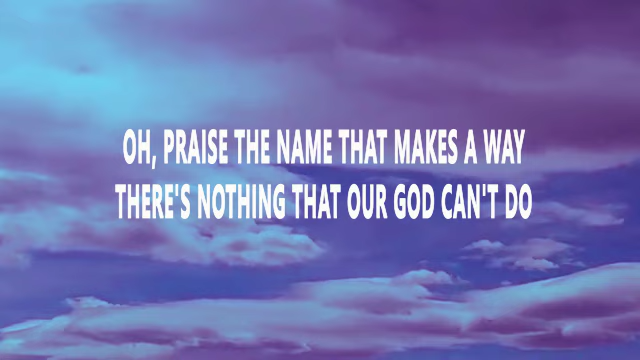 OH, PRAISE THE NAME THAT MAKES A WAY
THERE'S NOTHING THAT OUR GOD CAN'T DO